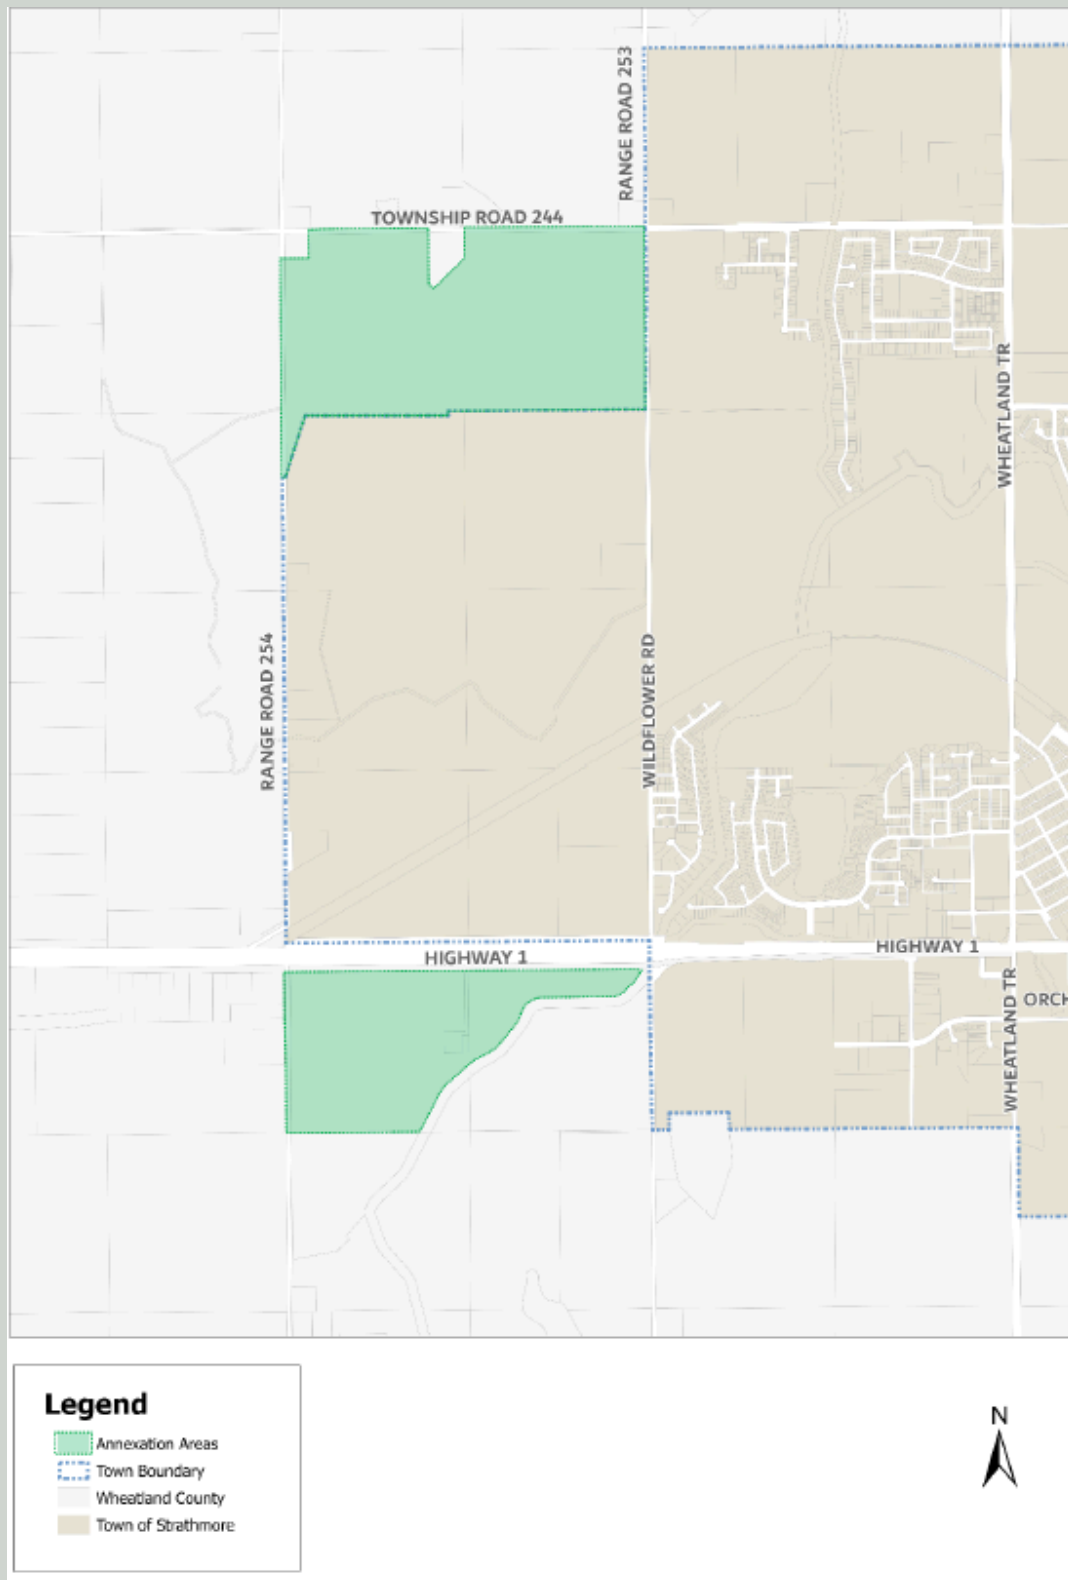 RANGE ROAD 253
TOWNSHIP ROAD 244
WHEATLAND TR
RANGE ROAD 254
WILDFLOWER RD
HIGHWAY 1
HIGHWAY 1
WHEATLAND TR
ORCH
Legend
Annexation Areas
Town Boundary
Wheatland County
Town of Strathmore
N